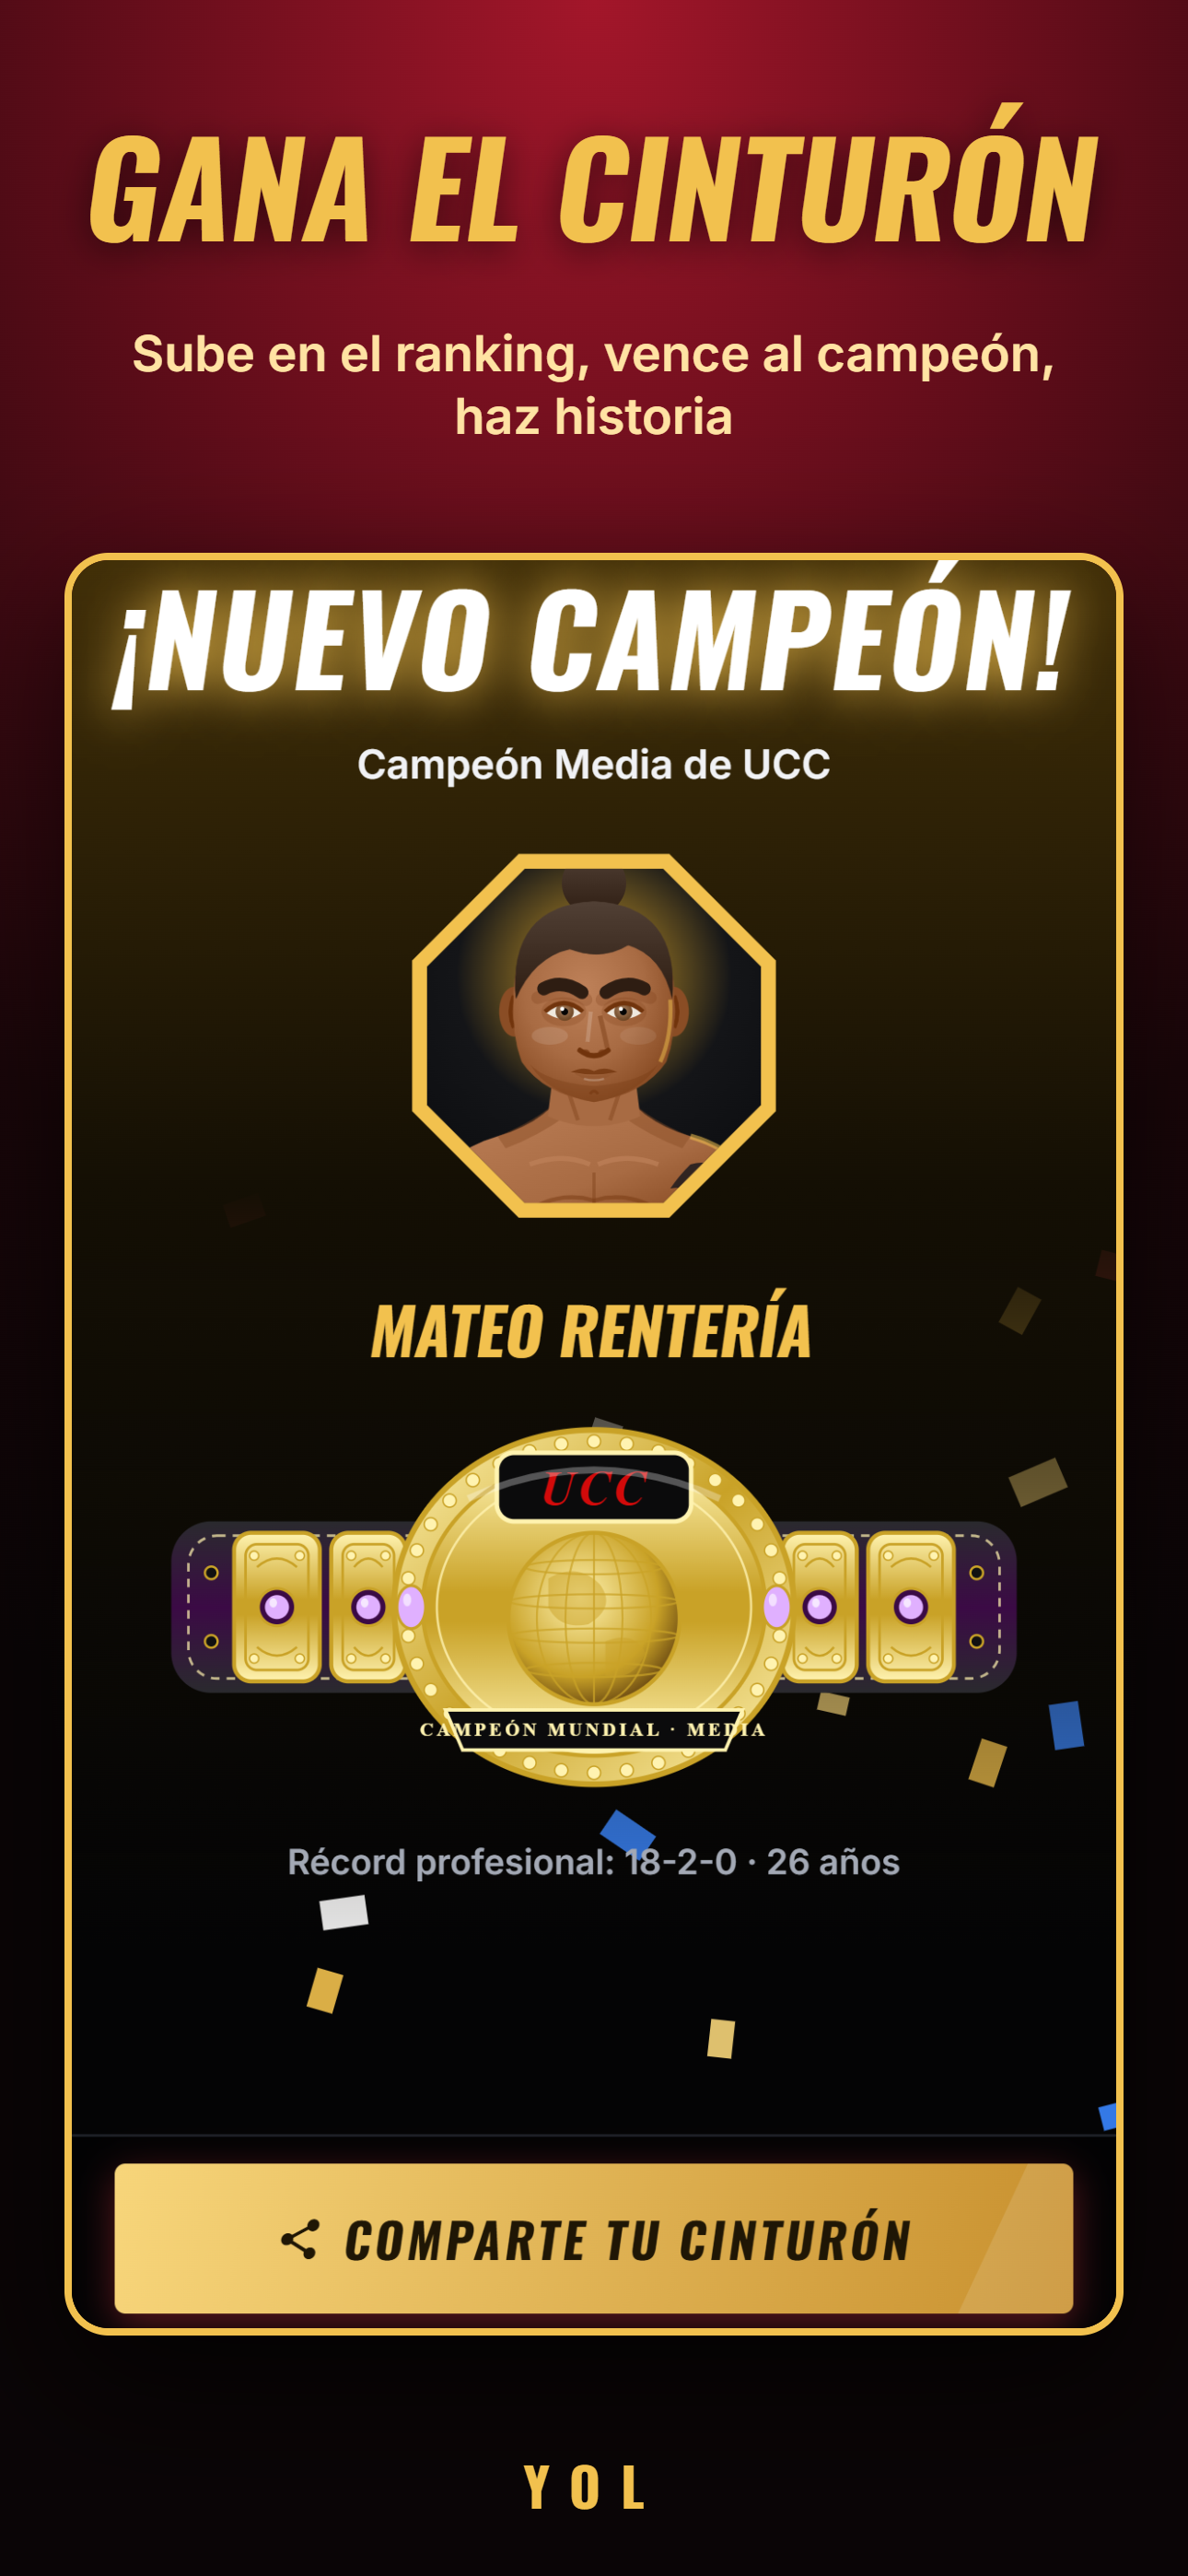 GANA EL CINTURÓN
Sube en el ranking, vence al campeón,
haz historia
¡NUEVO CAMPEÓN!
Campeón Media de UCC
MATEO RENTERÍA
UCC
CAMPEÓN MUNDIAL · MEDIA
Récord profesional: 18-2-0 · 26 años
COMPARTE TU CINTURÓN
YOL